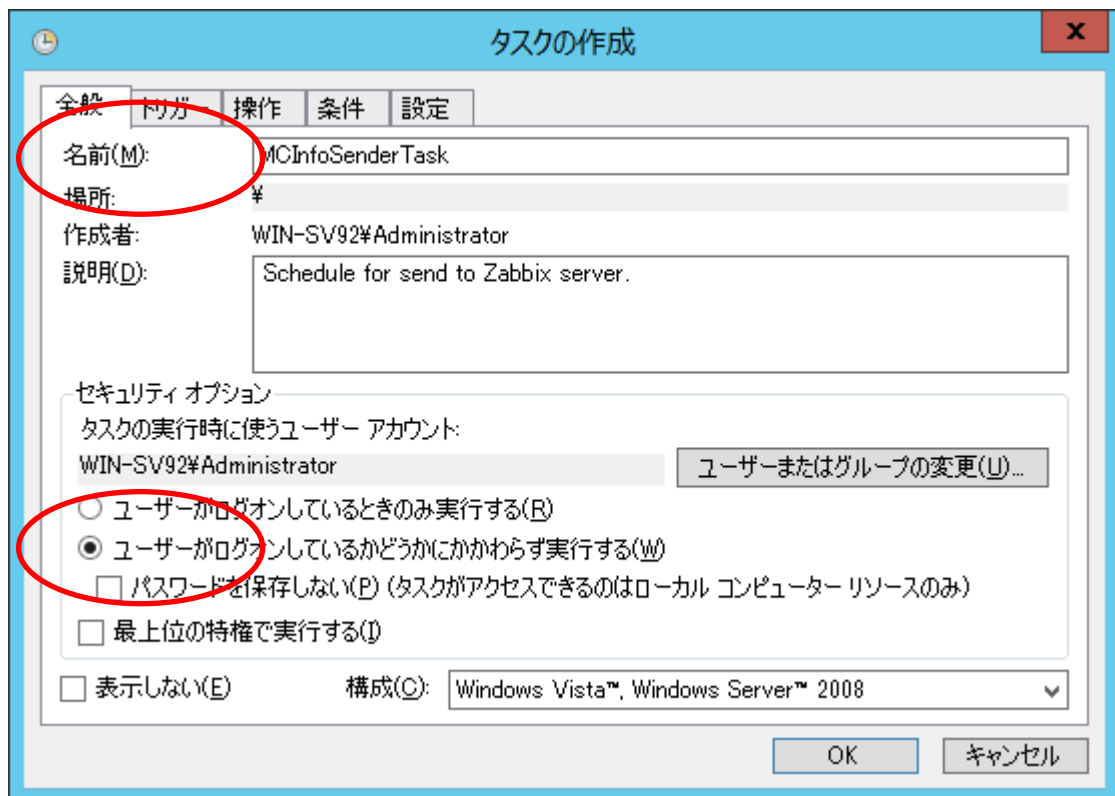 タスクの作成
x
全般 トリガー 操作 条件 設定
名前(M): MCInfoSenderTask
場所: ¥
作成者: WIN-SV92¥Administrator
説明(D): Schedule for send to Zabbix server.
セキュリティ オプション
タスクの実行時に使うユーザー アカウント:
WIN-SV92¥Administrator ユーザーまたはグループの変更(U)...
ユーザーがログオンしているときのみ実行する(R)
ユーザーがログオンしているかどうかにかかわらず実行する(W)
パスワードを保存しない(P) (タスクがアクセスできるのはローカル コンピューター リソースのみ)
最上位の特権で実行する(I)
表示しない(E) 構成(C): Windows Vista™, Windows Server™ 2008
OK キャンセル